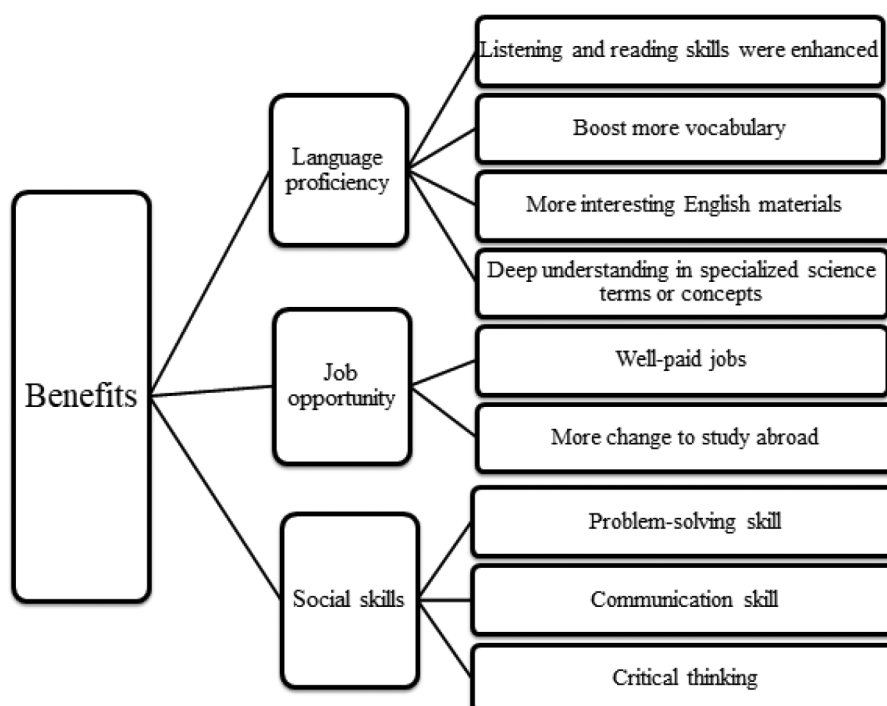 Benefits
Language
proficiency
Listening and reading skills were enhanced
Boost more vocabulary
More interesting English materials
Deep understanding in specialized science
terms or concepts
Job
opportunity
Well-paid jobs
More change to study abroad
Social skills
Problem-solving skill
Communication skill
Critical thinking